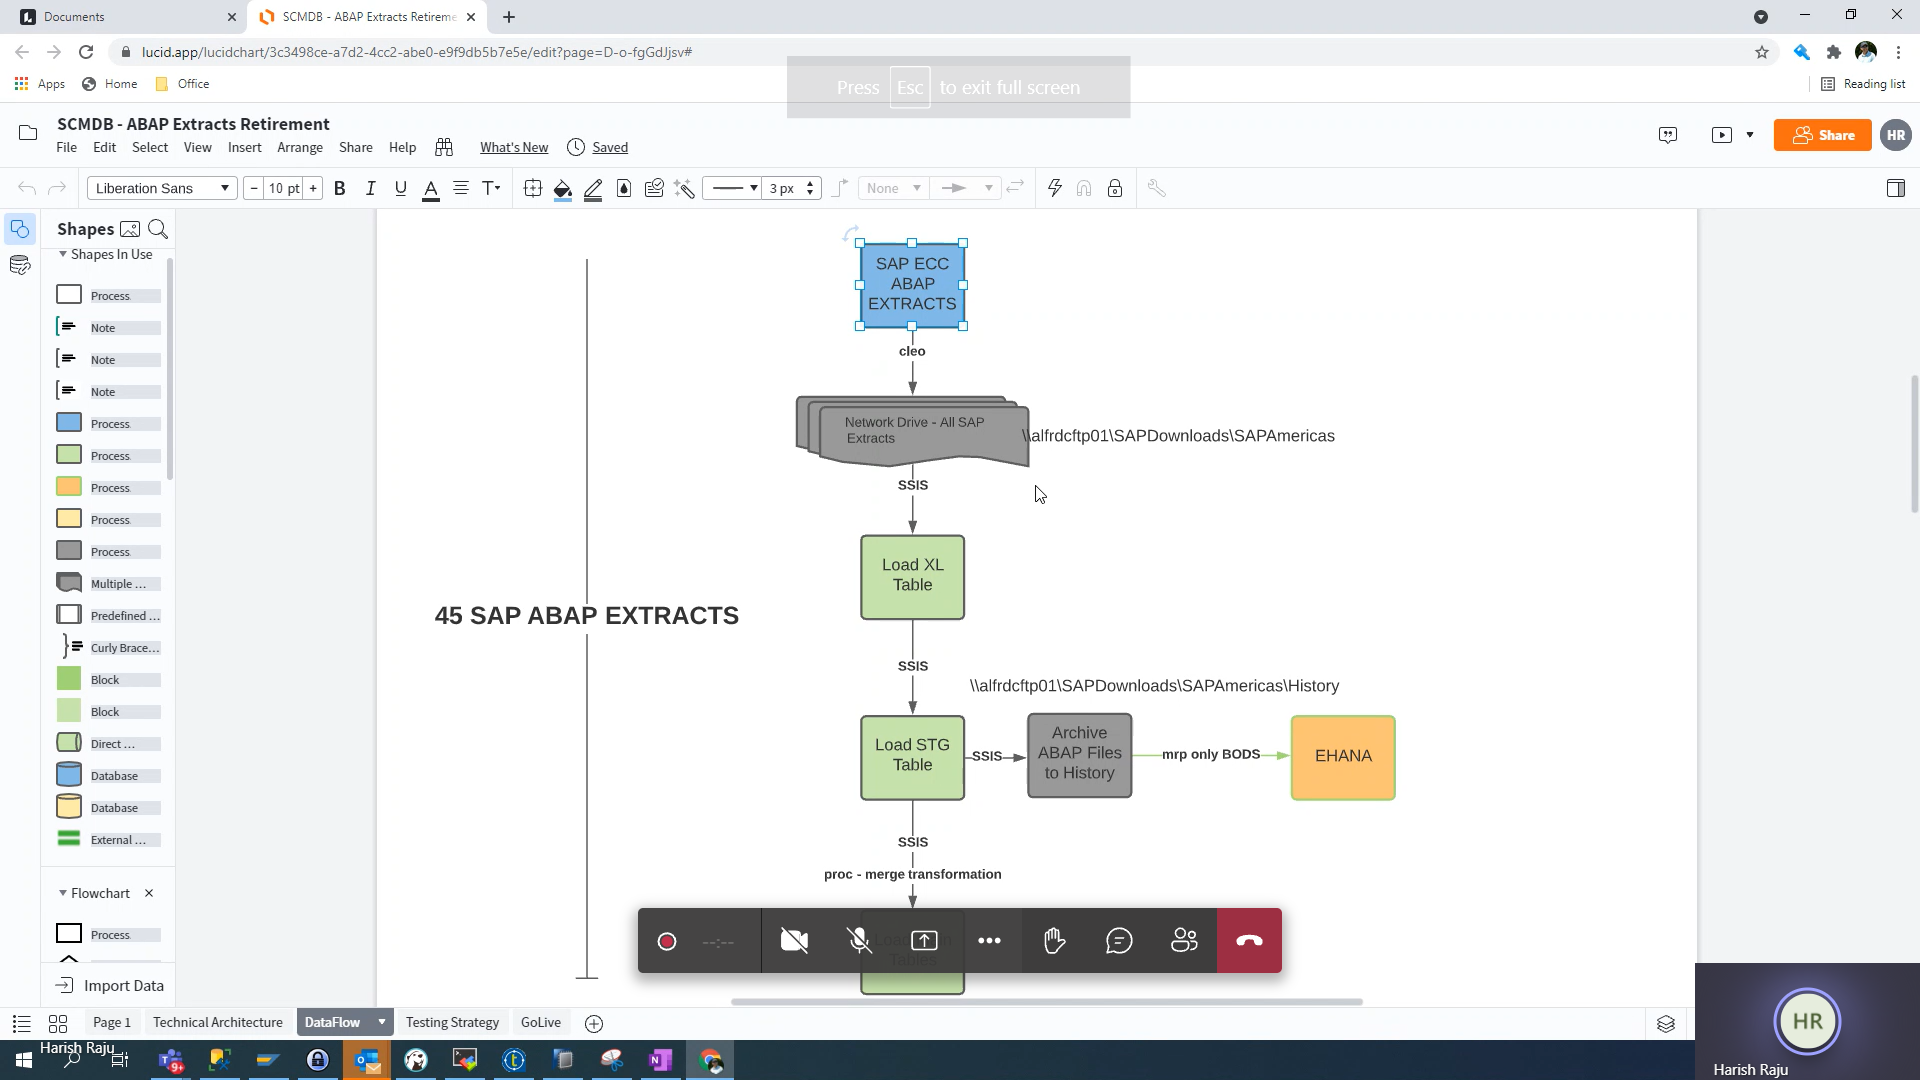 Documents
SCMDB - ABAP Extracts Retireme
lucid.app/lucidchart/3c3498ce-a7d2-4cc2-abe0-e9f9db5b7e5e/edit?page=D-o-fgGdJjsv#
Apps
Home
Office
Reading list
Press Esc to exit full screen
SCMDB - ABAP Extracts Retirement
File Edit Select View Insert Arrange Share Help What's New Saved
Share
HR
Liberation Sans
- 10 pt +
B I U A T
3 px
None
Shapes
Shapes In Use
Process
Note
Note
Note
Process
Process
Process
Process
Process
Multiple ...
Predefined ...
Curly Brace...
Block
Block
Direct ...
Database
Database
External ...
Flowchart
Process
Import Data
SAP ECC
ABAP
EXTRACTS
cleo
Network Drive - All SAP
Extracts
\\alfrdcftp01\SAPDownloads\SAPAmericas
SSIS
Load XL
Table
45 SAP ABAP EXTRACTS
SSIS
\\alfrdcftp01\SAPDownloads\SAPAmericas\History
Load STG
Table
SSIS
Archive
ABAP Files
to History
mrp only BODS
EHANA
SSIS
proc - merge transformation
--:--
Page 1
Technical Architecture
DataFlow
Testing Strategy
GoLive
HR
Harish Raju
Harish Raju
9+